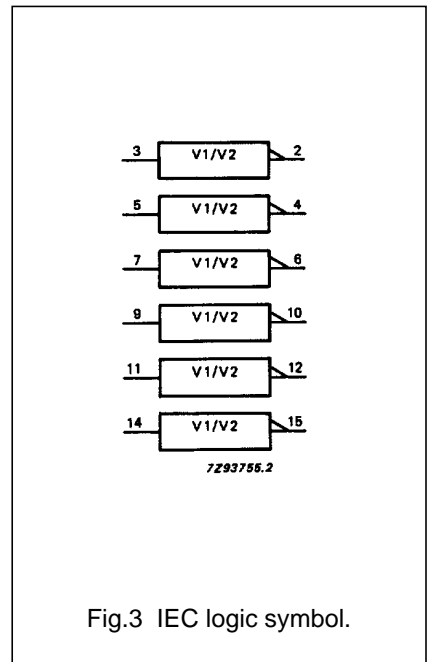 3 V1/V2 2
5 V1/V2 4
7 V1/V2 6
9 V1/V2 10
11 V1/V2 12
14 V1/V2 15
7Z93756.2
Fig.3 IEC logic symbol.